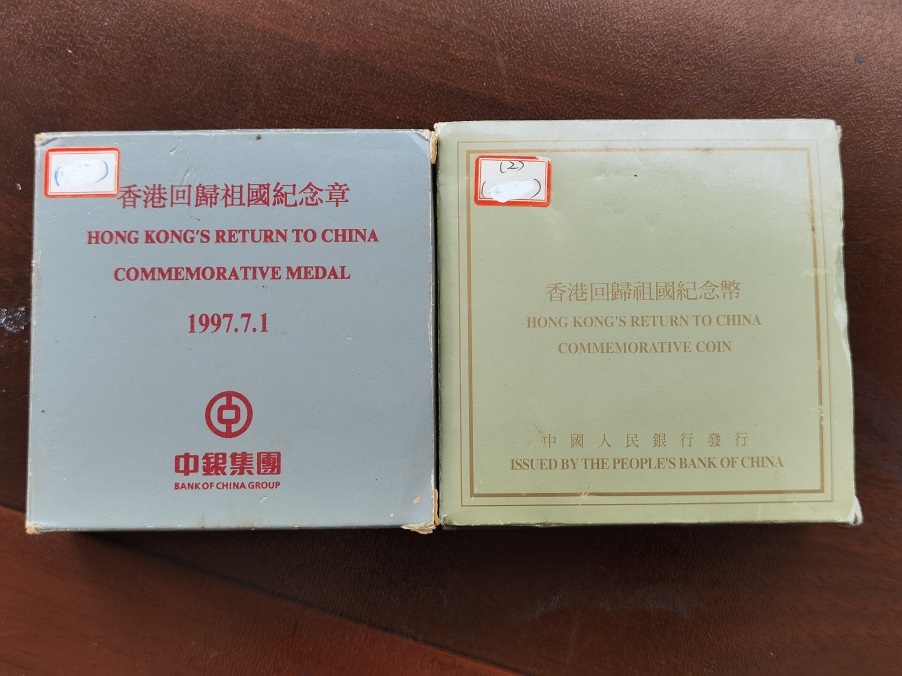 香港回歸祖國紀念章
HONG KONG'S RETURN TO CHINA
COMMEMORATIVE MEDAL
1997.7.1
中銀集團
BANK OF CHINA GROUP
(2)
香港回歸祖國紀念幣
HONG KONG'S RETURN TO CHINA
COMMEMORATIVE COIN
中國人民銀行發行
ISSUED BY THE PEOPLE'S BANK OF CHINA